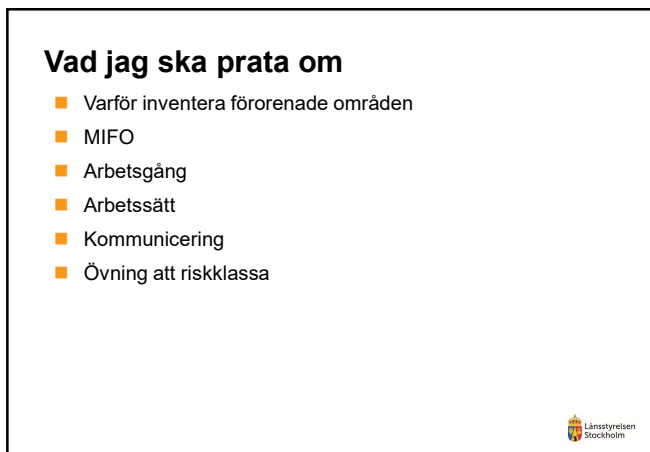 Vad jag ska prata om
Varför inventera förorenade områden
MIFO
Arbetsgång
Arbetssätt
Kommunicering
Övning att riskklassa
Länsstyrelsen
Stockholm